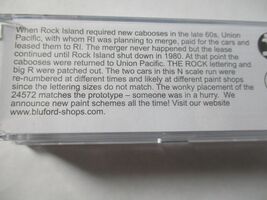 When Rock Island required new cabooses in the late 60s, Union
Pacific, with whom RI was planning to merge, paid for the cars and
leased them to RI. The merger never happened but the lease
continued until Rock Island shut down in 1980. At that point the
cabooses were returned to Union Pacific. THE ROCK lettering and
big R were patched out. The two cars in this N scale run were
re-numbered at different times and likely at different paint shops
since the lettering sizes do not match. The wonky placement of the
24572 matches the prototype – someone was in a hurry. We
announce new paint schemes all the time! Visit our website
www.bluford-shops.com.